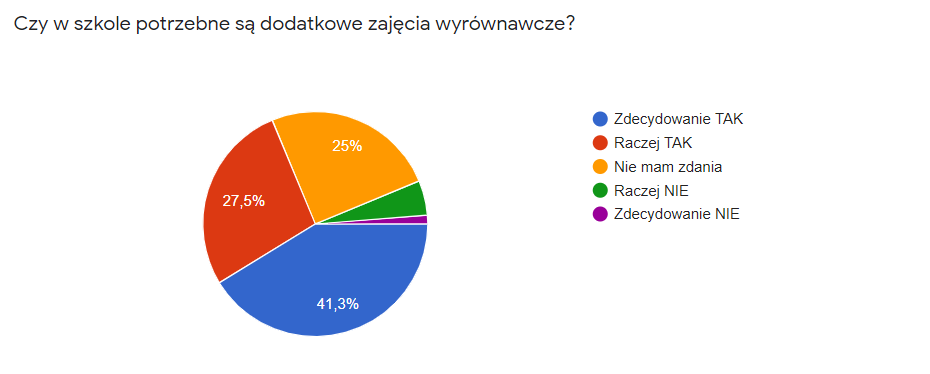 Czy w szkole potrzebne są dodatkowe zajęcia wyrównawcze?
25%
27,5%
41,3%
Zdecydowanie TAK
Raczej TAK
Nie mam zdania
Raczej NIE
Zdecydowanie NIE